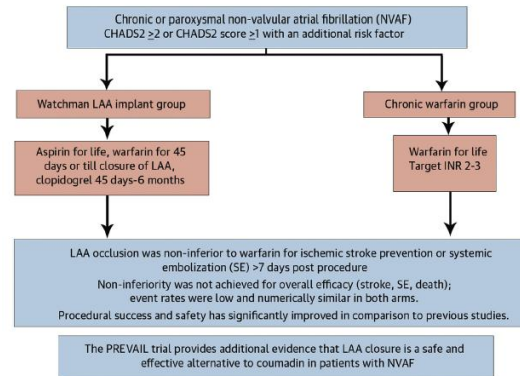 Chronic or paroxysmal non-valvular atrial fibrillation (NVAF)
CHADS2 ≥2 or CHADS2 score ≥1 with an additional risk factor
Watchman LAA implant group
Chronic warfarin group
Aspirin for life, warfarin for 45
days or till closure of LAA,
clopidogrel 45 days-6 months
Warfarin for life
Target INR 2-3
LAA occlusion was non-inferior to warfarin for ischemic stroke prevention or systemic
embolization (SE) >7 days post procedure
Non-inferiority was not achieved for overall efficacy (stroke, SE, death);
event rates were low and numerically similar in both arms.
Procedural success and safety has significantly improved in comparison to previous studies.
The PREVAIL trial provides additional evidence that LAA closure is a safe and
effective alternative to coumadin in patients with NVAF